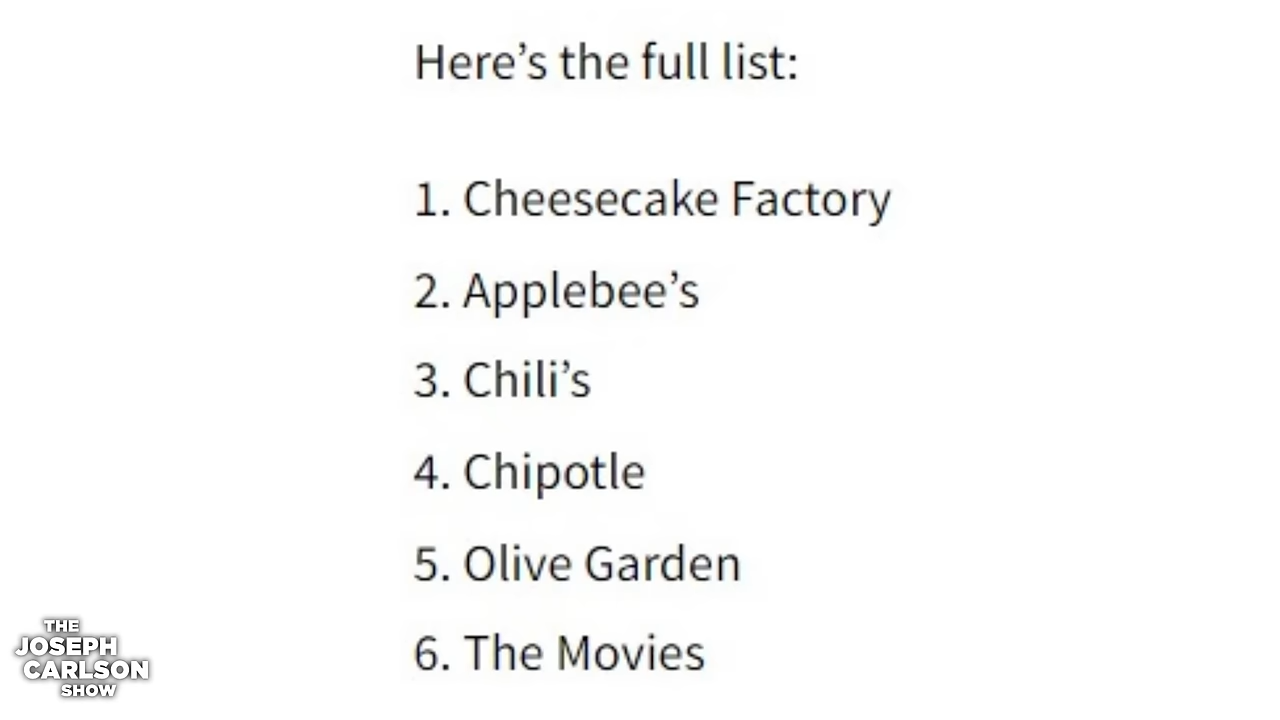 Here’s the full list:
1. Cheesecake Factory
2. Applebee’s
3. Chili’s
4. Chipotle
5. Olive Garden
6. The Movies
THE
JOSEPH
CARLSON
SHOW